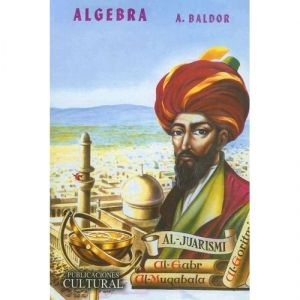 ALGEBRA A. BALDOR
AL-JUARISMI
Al-Gabr
Al-Muqabala
PUBLICACIONES
CULTURAL